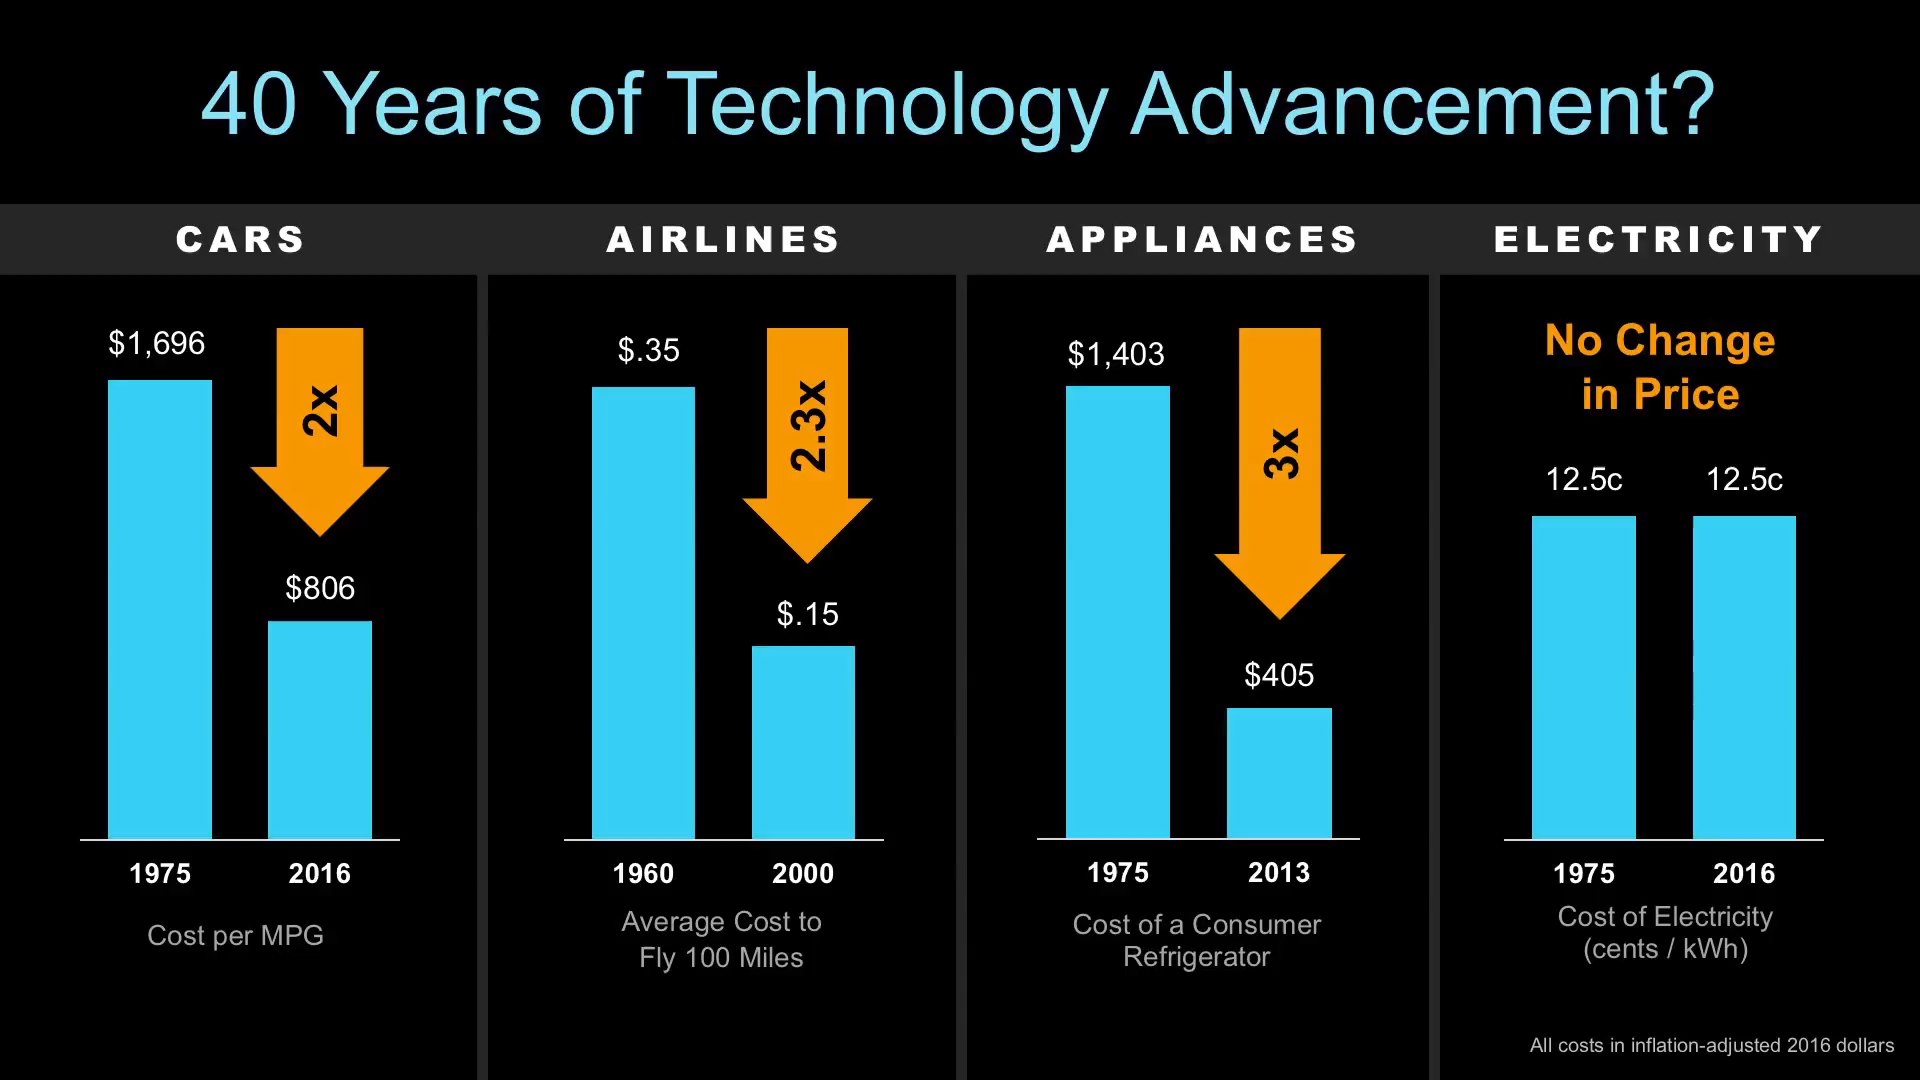 40 Years of Technology Advancement?
CARS
$1,696
2x
$806
1975 2016
Cost per MPG
AIRLINES
$.35
2.3x
$.15
1960 2000
Average Cost to
Fly 100 Miles
APPLIANCES
$1,403
3x
$405
1975 2013
Cost of a Consumer
Refrigerator
ELECTRICITY
No Change
in Price
12.5c 12.5c
1975 2016
Cost of Electricity
(cents / kWh)
All costs in inflation-adjusted 2016 dollars